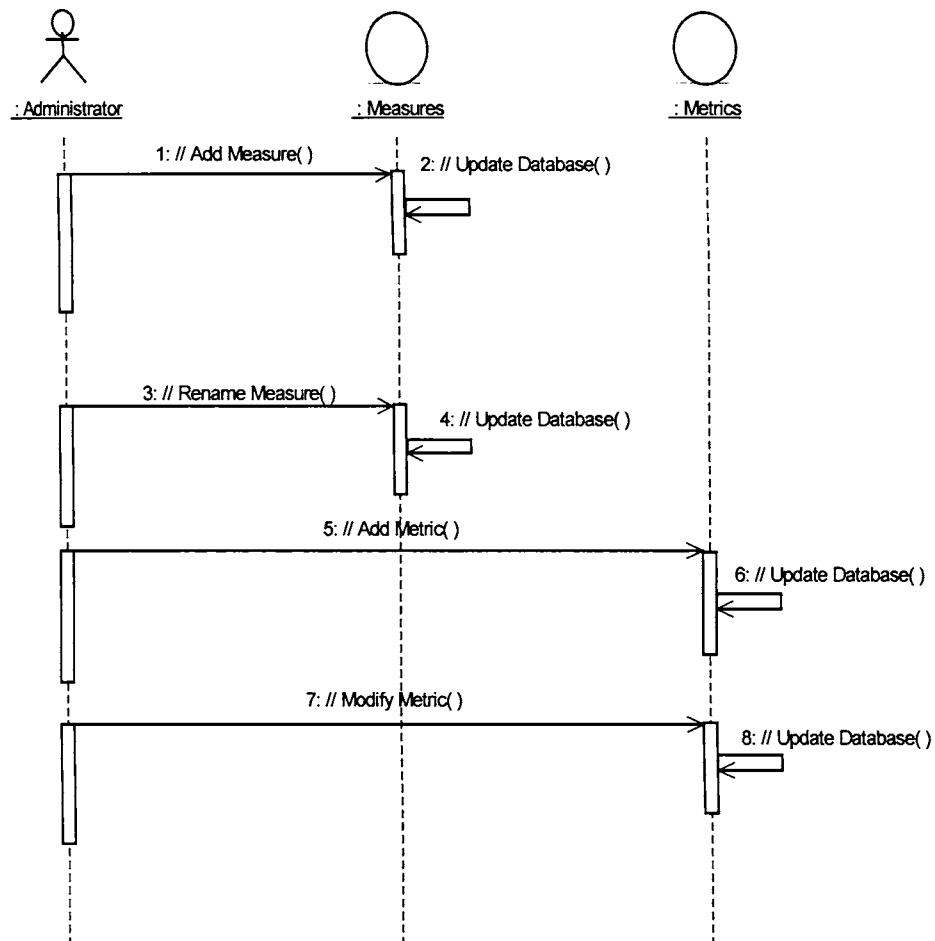 : Administrator
: Measures
: Metrics
1: // Add Measure( )
2: // Update Database( )
3: // Rename Measure( )
4: // Update Database( )
5: // Add Metric( )
6: // Update Database( )
7: // Modify Metric( )
8: // Update Database( )